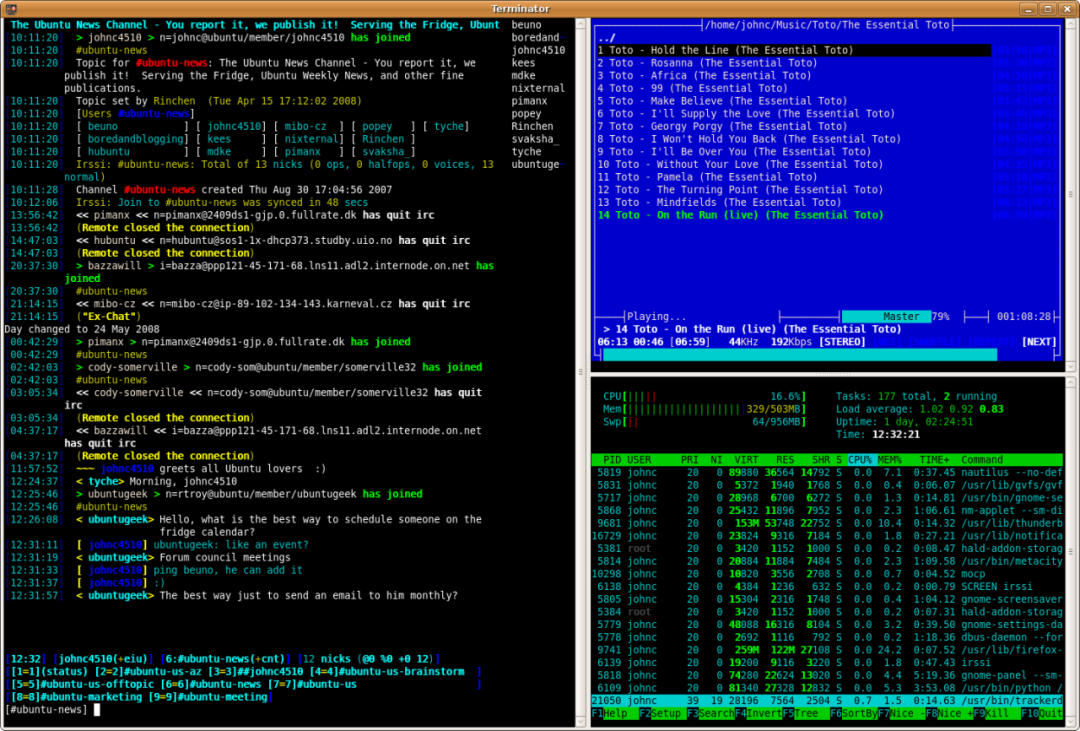 Terminator
The Ubuntu News Channel - You report it, we publish it!  Serving the Fridge, Ubunt
10:11:20  > johnc4510 > n=johnc@ubuntu/member/johnc4510 has joined
10:11:20  #ubuntu-news
10:11:20  Topic for #ubuntu-news: The Ubuntu News Channel - You report it, we
publish it!  Serving the Fridge, Ubuntu Weekly News, and other fine
publications.
10:11:20  Topic set by Rinchen  (Tue Apr 15 17:12:02 2008)
10:11:20  [Users #ubuntu-news]
10:11:20  [ beuno           ] [ johnc4510] [ mibo-cz  ] [ popey   ] [ tyche]
10:11:20  [ boredandblogging] [ kees     ] [ nixternal] [ Rinchen ]
10:11:20  [ hubuntu         ] [ mdke     ] [ pimanx   ] [ svaksha_]
10:11:20  Irssi: #ubuntu-news: Total of 13 nicks (0 ops, 0 halfops, 0 voices, 13
normal)
10:11:28  Channel #ubuntu-news created Thu Aug 30 17:04:56 2007
10:12:06  Irssi: Join to #ubuntu-news was synced in 48 secs
13:56:42  << pimanx << n=pimanx@2409ds1-gjp.0.fullrate.dk has quit irc
13:56:42  (Remote closed the connection)
14:47:03  << hubuntu << n=hubuntu@sos1-1x-dhcp373.studby.uio.no has quit irc
14:47:03  (Remote closed the connection)
20:37:30  > bazzawill > i=bazza@ppp121-45-171-68.lns11.adl2.internode.on.net has
joined
20:37:30  #ubuntu-news
21:14:15  << mibo-cz << n=mibo-cz@ip-89-102-134-143.karneval.cz has quit irc
21:14:15  ("Ex-Chat")
Day changed to 24 May 2008
00:42:29  > pimanx > n=pimanx@2409ds1-gjp.0.fullrate.dk has joined
00:42:29  #ubuntu-news
02:42:03  > cody-somerville > n=cody-som@ubuntu/member/somerville32 has joined
02:42:03  #ubuntu-news
03:05:34  << cody-somerville << n=cody-som@ubuntu/member/somerville32 has quit
irc
03:05:34  (Remote closed the connection)
04:37:17  << bazzawill << i=bazza@ppp121-45-171-68.lns11.adl2.internode.on.net
has quit irc
04:37:17  (Remote closed the connection)
11:57:52  ~~~ johnc4510 greets all Ubuntu lovers  :)
12:24:37  < tyche> Morning, johnc4510
12:25:46  > ubuntugeek > n=rtroy@ubuntu/member/ubuntugeek has joined
12:25:46  #ubuntu-news
12:26:08  < ubuntugeek> Hello, what is the best way to schedule someone on the
fridge calendar?
12:31:11  [ johnc4510] ubuntugeek: like an event?
12:31:19  < ubuntugeek> Forum council meetings
12:31:33  [ johnc4510] ping beuno, he can add it
12:31:37  [ johnc4510] :)
12:31:57  < ubuntugeek> The best way just to send an email to him monthly?
[12:32] [johnc4510(+eiu)] [6:#ubuntu-news(+cnt)] [12 nicks (@0 %0 +0 12)]
[[1=1](status) [2=2]#ubuntu-us-az [3=3]##johnc4510 [4=4]#ubuntu-us-brainstorm  ]
[[5=5]#ubuntu-us-offtopic [6=6]#ubuntu-news [7=7]#ubuntu-us  ]
[[8=8]#ubuntu-marketing [9=9]#ubuntu-meeting]
[#ubuntu-news]
beuno
boredand
johnc4510
kees
mdke
nixternal
pimanx
popey
Rinchen
svaksha_
tyche
ubuntuge
/home/johnc/Music/Toto/The Essential Toto
../
1 Toto - Hold the Line (The Essential Toto)
2 Toto - Rosanna (The Essential Toto)
3 Toto - Africa (The Essential Toto)
4 Toto - 99 (The Essential Toto)
5 Toto - Make Believe (The Essential Toto)
6 Toto - I'll Supply the Love (The Essential Toto)
7 Toto - Georgy Porgy (The Essential Toto)
8 Toto - I Won't Hold You Back (The Essential Toto)
9 Toto - I'll Be Over You (The Essential Toto)
10 Toto - Without Your Love (The Essential Toto)
11 Toto - Pamela (The Essential Toto)
12 Toto - The Turning Point (The Essential Toto)
13 Toto - Mindfields (The Essential Toto)
14 Toto - On the Run (live) (The Essential Toto)
Playing...  Master  79%  001:08:28
> 14 Toto - On the Run (live) (The Essential Toto)
06:13 00:46 [06:59]  44KHz  192Kbps [STEREO]  [NEXT]
CPU[|||||  16.6%]  Tasks: 177 total, 2 running
Mem[|||||||||||||||||||  329/503MB]  Load average: 1.02 0.92 0.83
Swp[||  64/956MB]  Uptime: 1 day, 02:24:51
Time: 12:32:21
PID USER  PRI  NI  VIRT  RES  SHR S CPU% MEM%  TIME+  Command
5819 johnc  20  0 89880 36564 14792 S  0.0  7.1  0:37.45 nautilus --no-def
5831 johnc  20  0  5372  1940  1768 S  0.0  0.4  0:06.07 /usr/lib/gvfs/gvf
5717 johnc  20  0 28968  6700  6272 S  0.0  1.3  0:14.81 /usr/bin/gnome-se
5868 johnc  20  0 25432 11896  7952 S  0.0  2.3  1:06.61 nm-applet --sm-di
9681 johnc  20  0  153M 53748 22752 S  0.0 10.4  0:14.32 /usr/lib/thunderb
16729 johnc  20  0 23824  9316  7184 S  0.0  1.8  0:27.21 /usr/lib/notifica
5381 root  20  0  3420  1152  1000 S  0.0  0.2  0:08.47 hald-addon-storag
5814 johnc  20  0 20884 11884  7484 S  0.0  2.3  1:09.58 /usr/bin/metacity
10298 johnc  20  0 10820  3556  2708 S  0.0  0.7  0:04.52 mocp
6138 johnc  20  0  4384  1236  632 S  0.0  0.2  0:00.79 SCREEN irssi
5805 johnc  20  0 15304  2316  1748 S  0.0  0.4  1:04.12 gnome-screensaver
5384 root  20  0  3420  1152  1000 S  0.0  0.2  0:07.31 hald-addon-storag
5779 johnc  20  0 48088 16316  8104 S  0.0  3.2  0:39.50 gnome-settings-da
5778 johnc  20  0  2692  1116  792 S  0.0  0.2  1:18.36 dbus-daemon --for
9741 johnc  20  0  259M  122M 27108 S  0.0 24.2  0:07.52 /usr/lib/firefox-
6139 johnc  20  0 19200  9116  3220 S  0.0  1.8  0:47.43 irssi
5818 johnc  20  0 74280 22624 13020 S  0.0  4.4  5:19.36 gnome-panel --sm-
6109 johnc  20  0 81340 27328 12832 S  0.0  5.3  3:53.08 /usr/bin/python /
21050 johnc  39  19 28196  7564  2504 S  0.7  1.5  0:14.63 /usr/bin/trackerd
F1Help  F2Setup F3SearchF4InvertF5Tree  F6SortByF7Nice -F8Nice +F9Kill  F10Quit